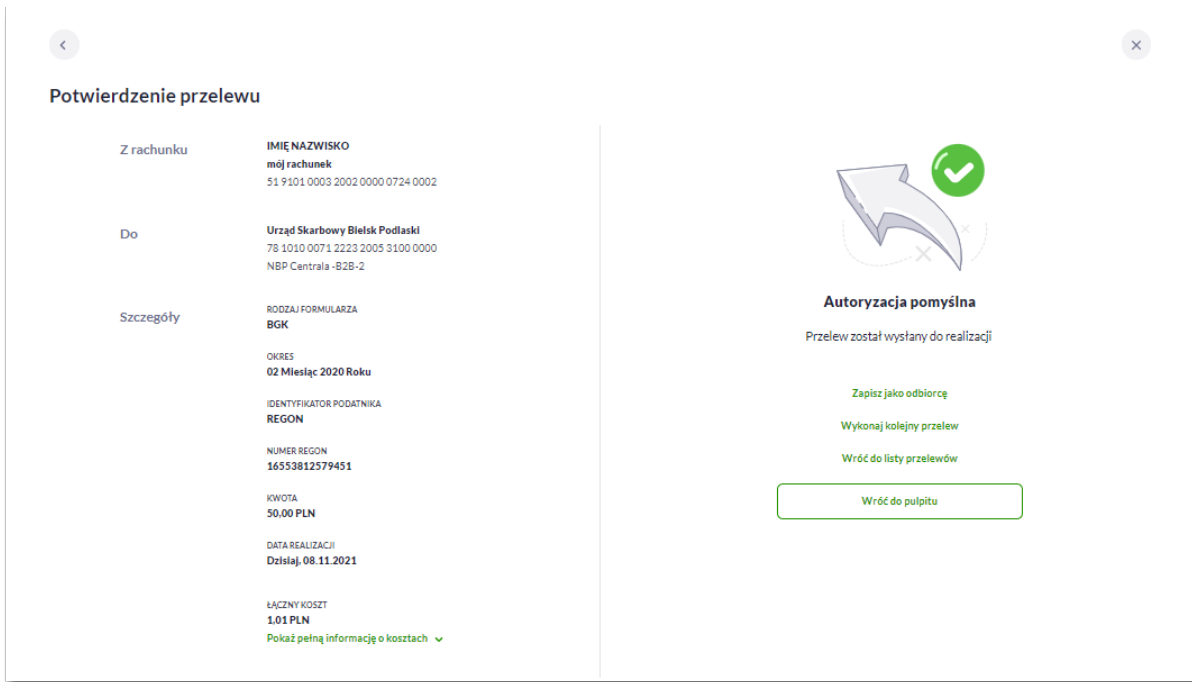 Potwierdzenie przelewu
Z rachunku
IMIĘ NAZWISKO
mój rachunek
51 9101 0003 2002 0000 0724 0002
Do
Urząd Skarbowy Bielsk Podlaski
78 1010 0071 2223 2005 3100 0000
NBP Centrala -B2B-2
Szczegóły
RODZAJ FORMULARZA
BGK
OKRES
02 Miesiąc 2020 Roku
IDENTYFIKATOR PODATNIKA
REGON
NUMER REGON
16553812579451
KWOTA
50,00 PLN
DATA REALIZACJI
Dzisiaj, 08.11.2021
ŁĄCZNY KOSZT
1,01 PLN
Pokaż pełną informację o kosztach
Autoryzacja pomyślna
Przelew został wysłany do realizacji
Zapisz jako odbiorcę
Wykonaj kolejny przelew
Wróć do listy przelewów
Wróć do pulpitu